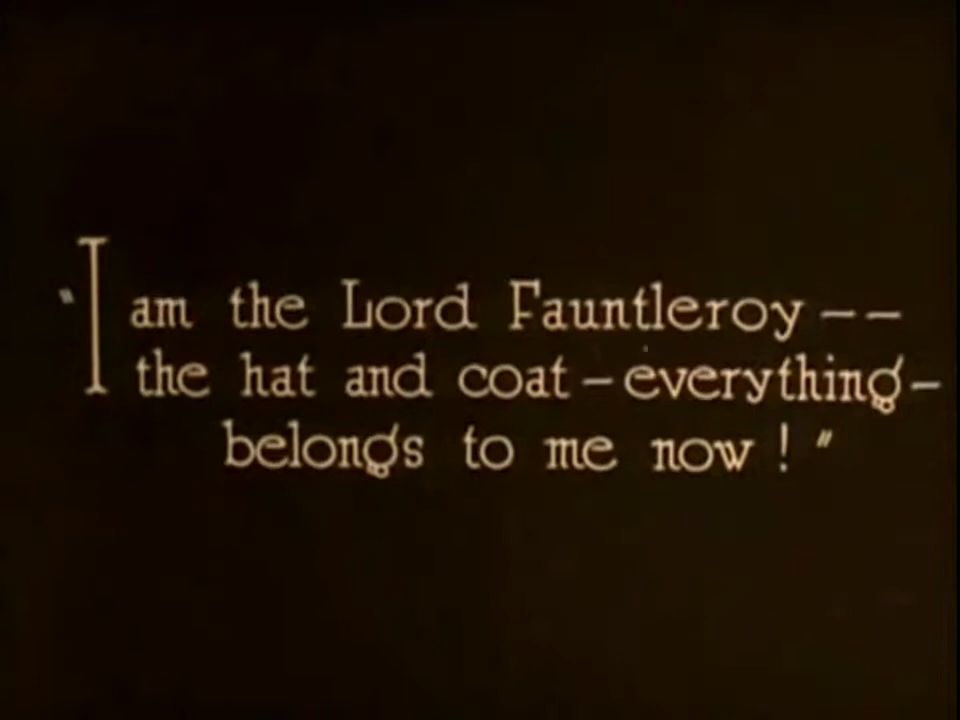 "I am the Lord Fauntleroy --
the hat and coat - everything -
belongs to me now ! "